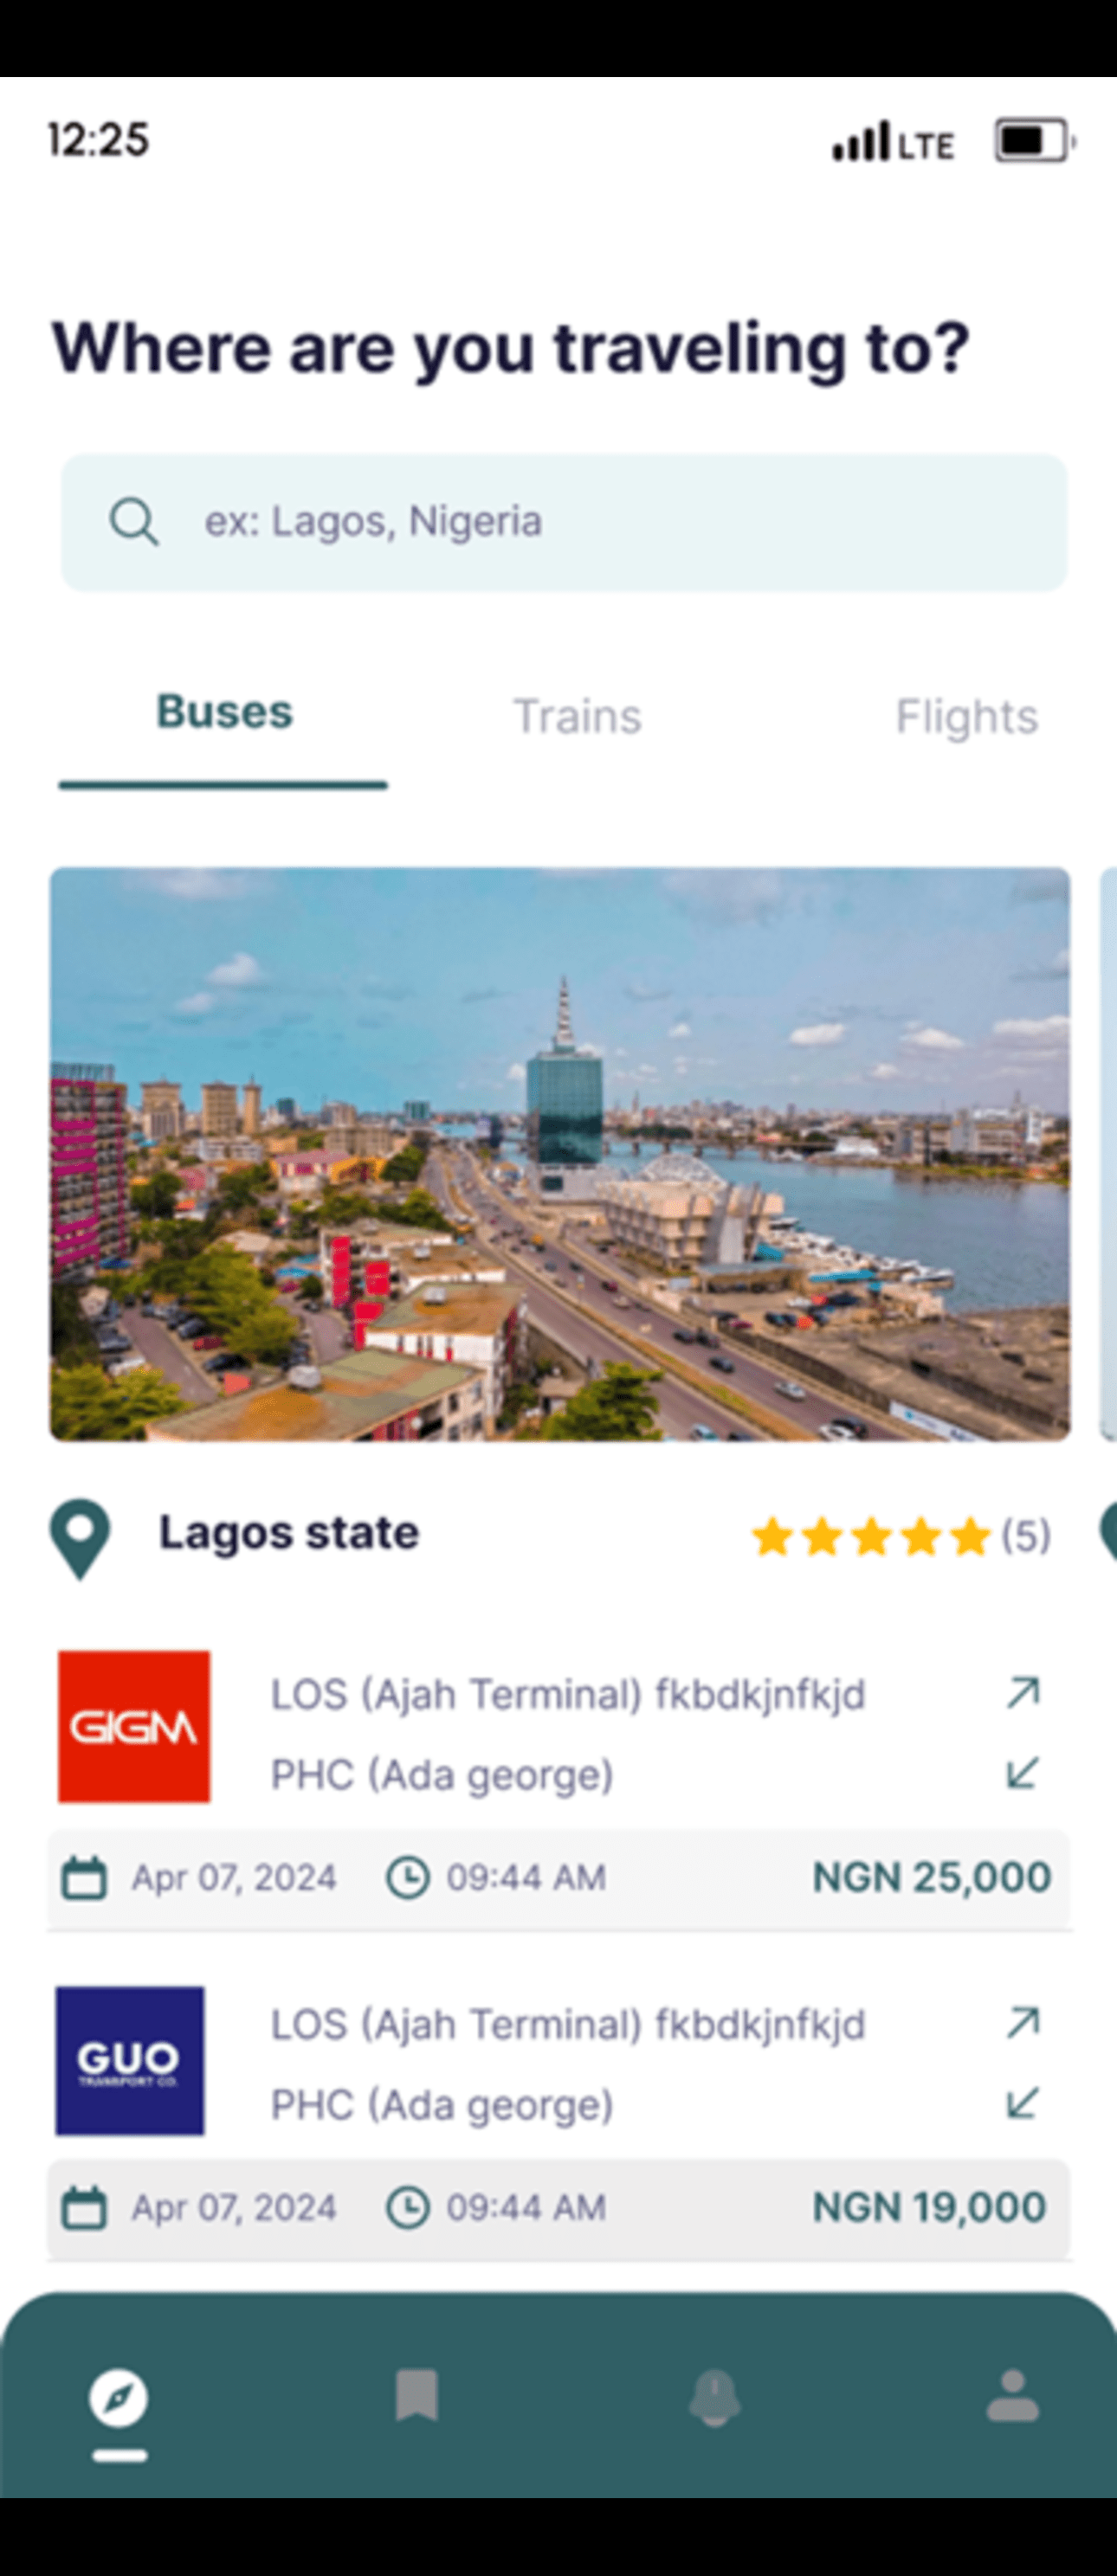 12:25
LTE
Where are you traveling to?
ex: Lagos, Nigeria
Buses
Trains
Flights
Lagos state
(5)
GIGM
LOS (Ajah Terminal) fkbdkjnfkjd
PHC (Ada george)
Apr 07, 2024
09:44 AM
NGN 25,000
GUO
TRANSPORT CO.
LOS (Ajah Terminal) fkbdkjnfkjd
PHC (Ada george)
Apr 07, 2024
09:44 AM
NGN 19,000